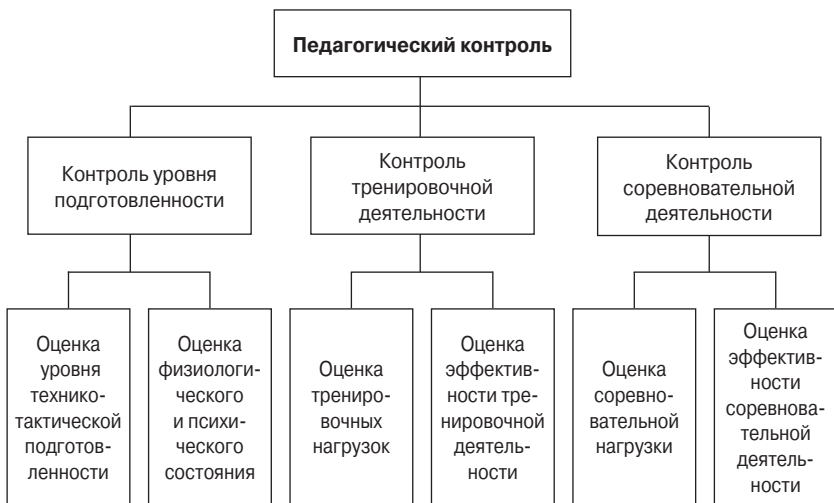 Педагогический контроль
Контроль уровня
подготовленности
Контроль
тренировочной
деятельности
Контроль
соревновательной
деятельности
Оценка
уровня
технико-
тактической
подготов-
ленности
Оценка
физиологи-
ческого
и психи-
ческого
состояния
Оценка
трениро-
вочных
нагрузок
Оценка
эффектив-
ности тре-
нировочной
деятель-
ности
Оценка
соревно-
вательной
нагрузки
Оценка
эффектив-
ности
соревнова-
тельной
деятель-
ности